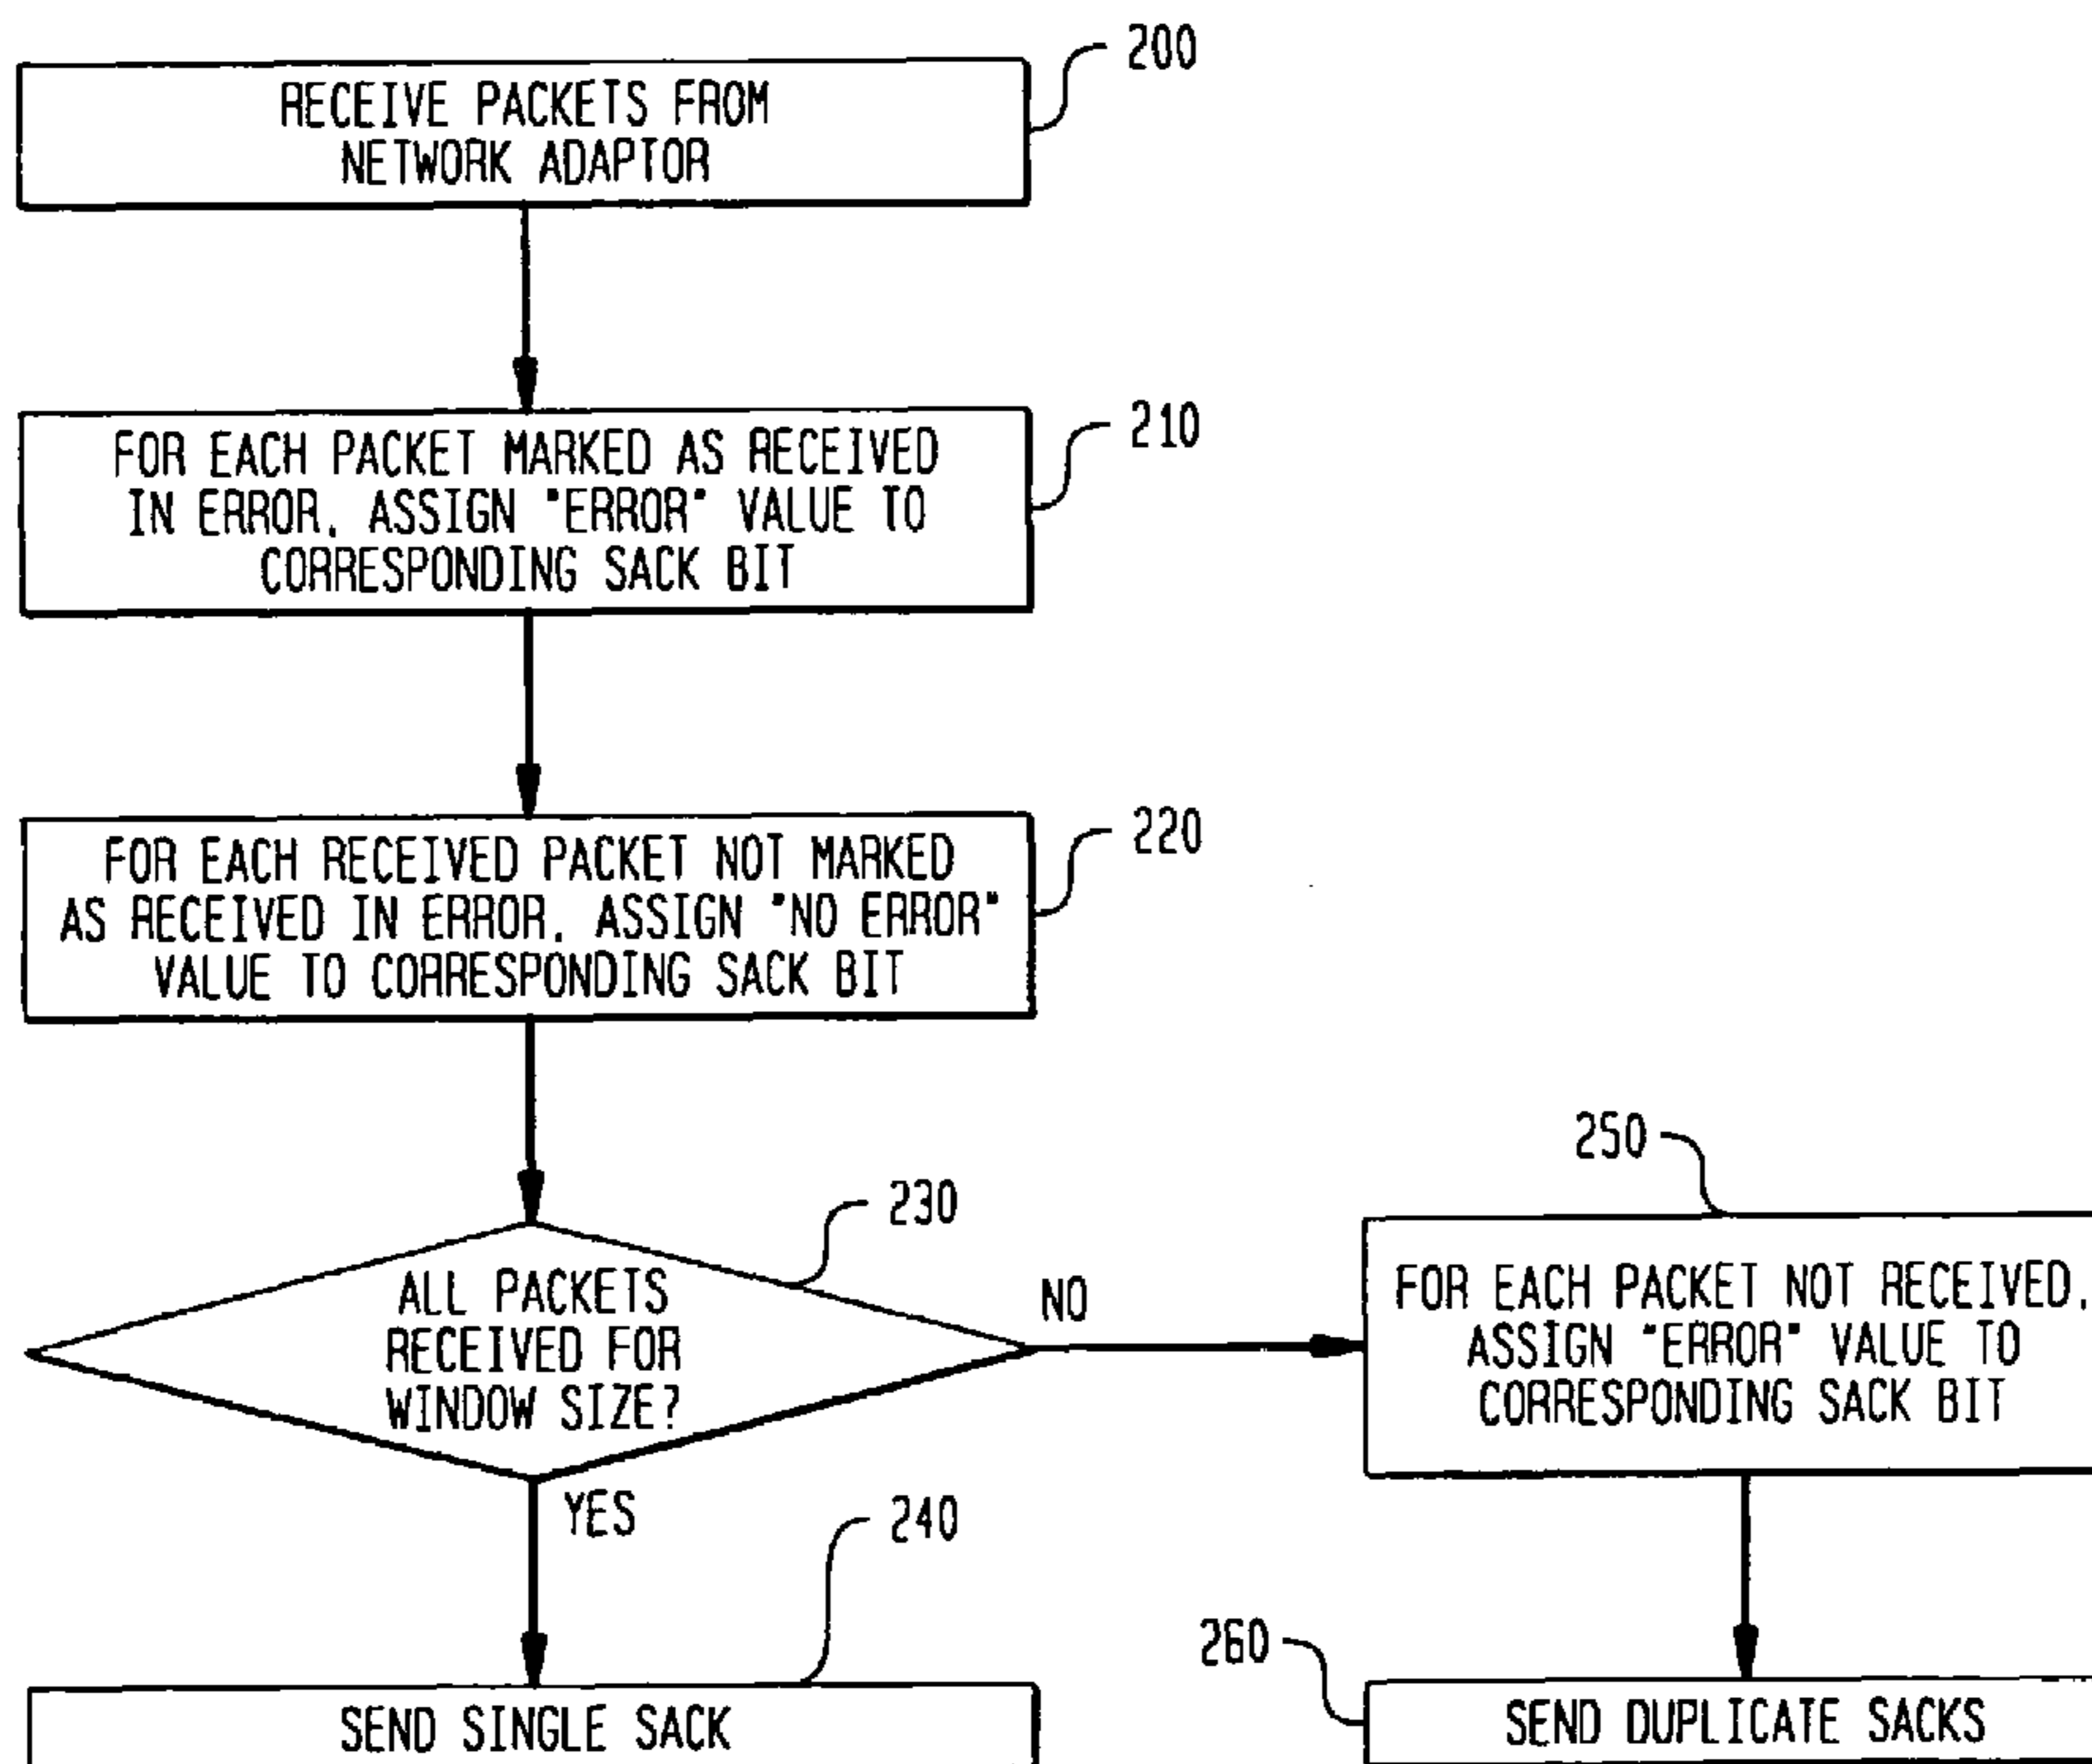 200
RECEIVE PACKETS FROM
NETWORK ADAPTOR
210
FOR EACH PACKET MARKED AS RECEIVED
IN ERROR, ASSIGN "ERROR" VALUE TO
CORRESPONDING SACK BIT
220
FOR EACH RECEIVED PACKET NOT MARKED
AS RECEIVED IN ERROR, ASSIGN "NO ERROR"
VALUE TO CORRESPONDING SACK BIT
230
ALL PACKETS
RECEIVED FOR
WINDOW SIZE?
NO
YES
250
FOR EACH PACKET NOT RECEIVED,
ASSIGN "ERROR" VALUE TO
CORRESPONDING SACK BIT
240
SEND SINGLE SACK
260
SEND DUPLICATE SACKS